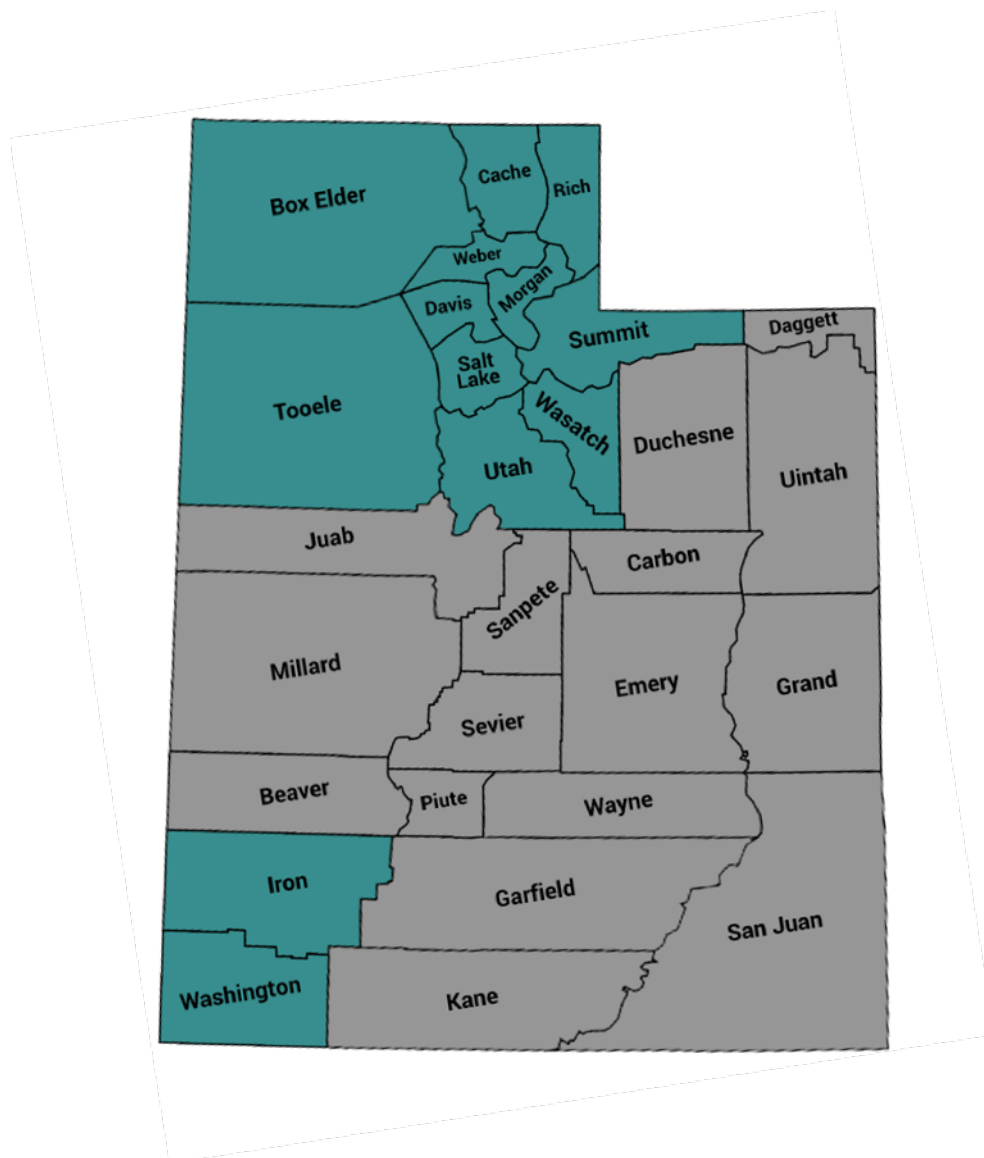 Cache
Rich
Box Elder
Weber
Morgan
Davis
Summit
Daggett
Salt
Lake
Tooele
Wasatch
Duchesne
Utah
Uintah
Juab
Carbon
Sanpete
Millard
Emery
Grand
Sevier
Beaver
Piute
Wayne
Iron
Garfield
San Juan
Washington
Kane